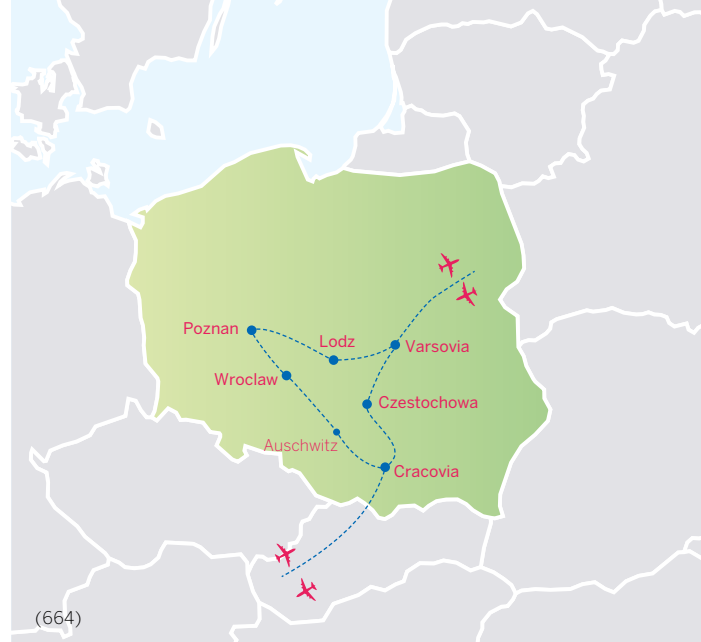 Poznan
Lodz
Varsovia
Wroclaw
Czestochowa
Auschwitz
Cracovia
(664)